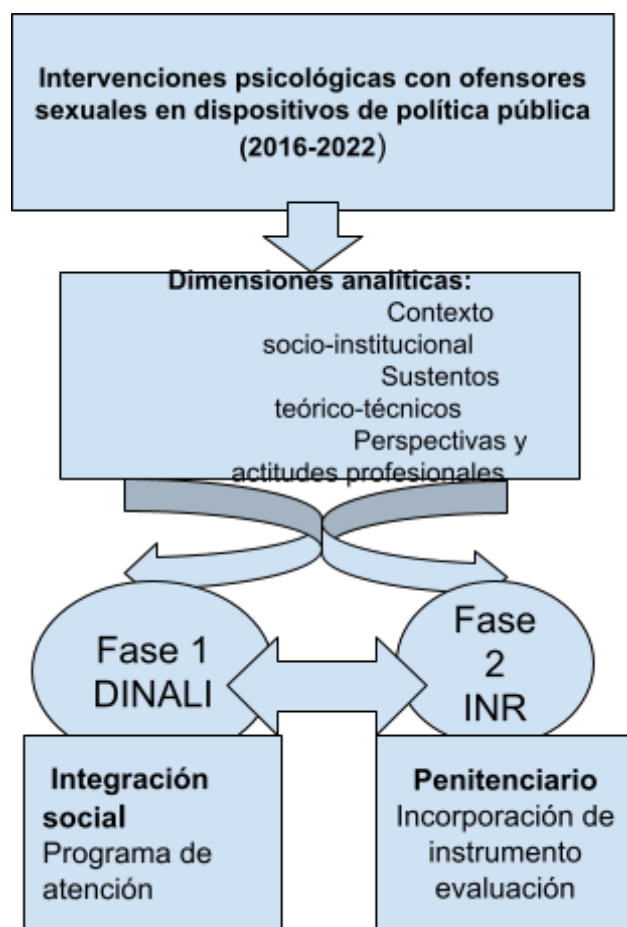 Intervenciones psicológicas con ofensores
sexuales en dispositivos de política pública
(2016-2022)
Dimensiones analíticas:
Contexto
socio-institucional
Sustentos
teórico-técnicos
Perspectivas y
actitudes profesionales
Fase 1
DINALI
Fase
2
INR
Integración
social
Programa de
atención
Penitenciario
Incorporación de
instrumento
evaluación